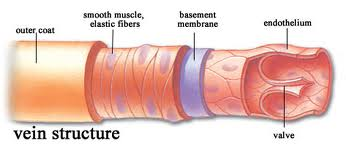 outer coat
smooth muscle,
elastic fibers
basement
membrane
endothelium
valve
vein structure